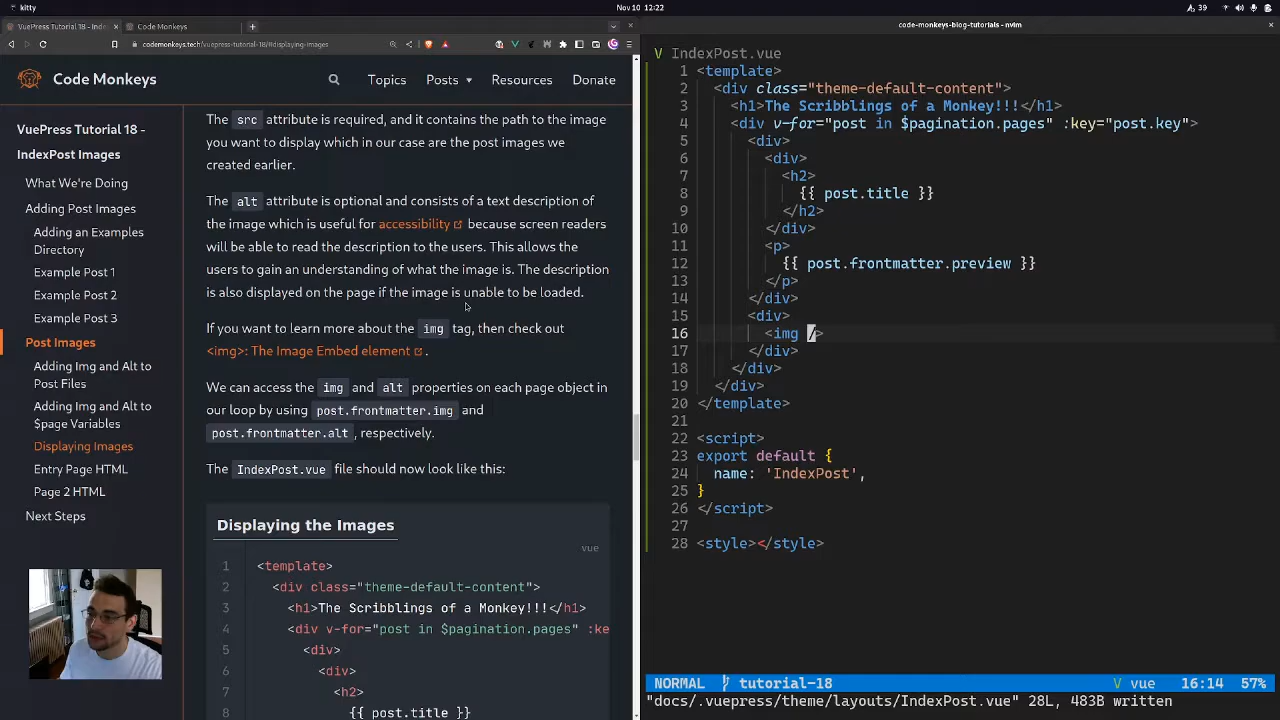 kitty
Nov 10 12:22
39
VuePress Tutorial 18 - Inde
Code Monkeys
codemonkeys.tech/vuepress-tutorial-18/#displaying-images
Code Monkeys
Topics
Posts
Resources
Donate
VuePress Tutorial 18 -
IndexPost Images
What We're Doing
Adding Post Images
Adding an Examples
Directory
Example Post 1
Example Post 2
Example Post 3
Post Images
Adding Img and Alt to
Post Files
Adding Img and Alt to
$page Variables
Displaying Images
Entry Page HTML
Page 2 HTML
Next Steps
The src attribute is required, and it contains the path to the image
you want to display which in our case are the post images we
created earlier.
The alt attribute is optional and consists of a text description of
the image which is useful for accessibility because screen readers
will be able to read the description to the users. This allows the
users to gain an understanding of what the image is. The description
is also displayed on the page if the image is unable to be loaded.
If you want to learn more about the img tag, then check out
<img>: The Image Embed element .
We can access the img and alt properties on each page object in
our loop by using post.frontmatter.img and
post.frontmatter.alt , respectively.
The IndexPost.vue file should now look like this:
Displaying the Images
vue
1 <template>
2 <div class="theme-default-content">
3 <h1>The Scribblings of a Monkey!!!</h1>
4 <div v-for="post in $pagination.pages" :ke
5 <div>
6 <div>
7 <h2>
8 {{ post.title }}
code-monkeys-blog-tutorials - nvim
IndexPost.vue
1 <template>
2 <div class="theme-default-content">
3 <h1>The Scribblings of a Monkey!!!</h1>
4 <div v-for="post in $pagination.pages" :key="post.key">
5 <div>
6 <div>
7 <h2>
8 {{ post.title }}
9 </h2>
10 </div>
11 <p>
12 {{ post.frontmatter.preview }}
13 </p>
14 </div>
15 <div>
16 <img />
17 </div>
18 </div>
19 </div>
20 </template>
21
22 <script>
23 export default {
24 name: 'IndexPost',
25 }
26 </script>
27
28 <style></style>
NORMAL tutorial-18 vue 16:14 57%
"docs/.vuepress/theme/layouts/IndexPost.vue" 28L, 483B written